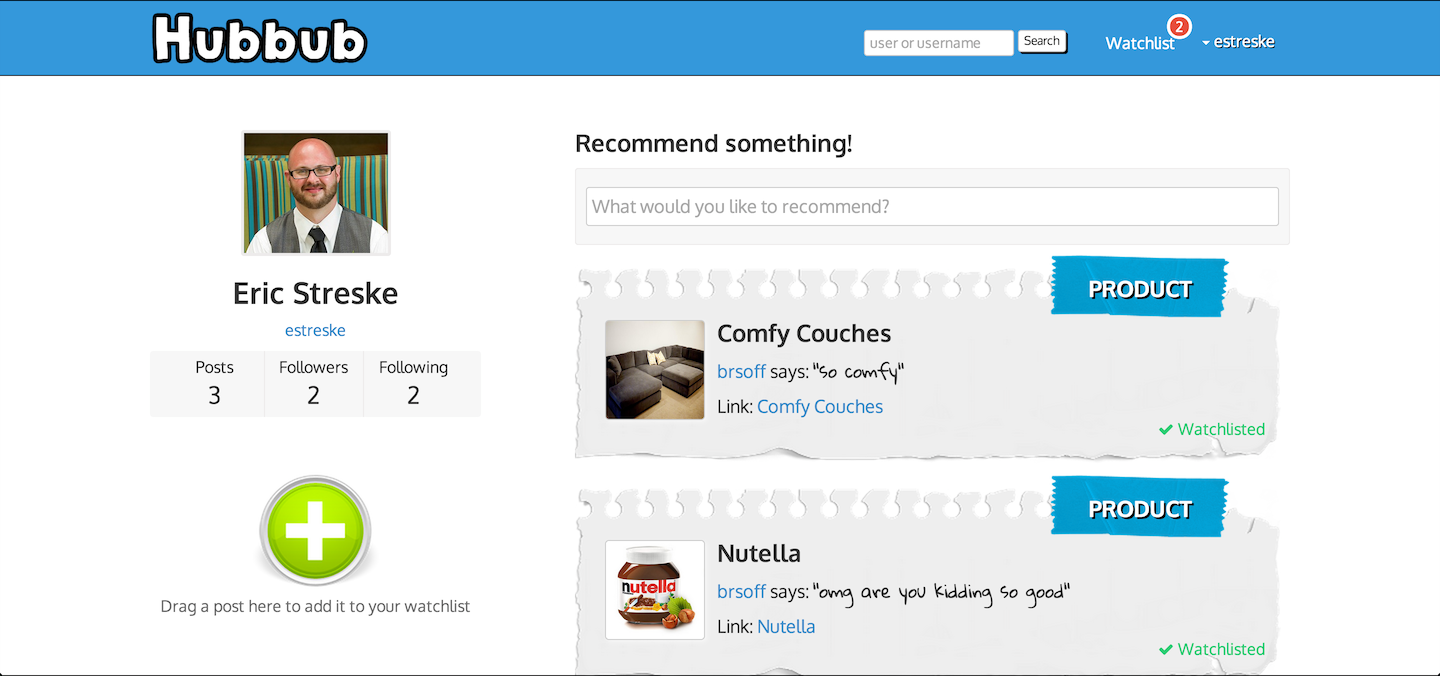 Hubbub
user or username
Search
Watchlist
2
estreske
Eric Streske
estreske
Posts
Followers
Following
3
2
2
Drag a post here to add it to your watchlist
Recommend something!
What would you like to recommend?
PRODUCT
Comfy Couches
brsoff says: "so comfy"
Link: Comfy Couches
Watchlisted
PRODUCT
nutella
Nutella
brsoff says: "omg are you kidding so good"
Link: Nutella
Watchlisted